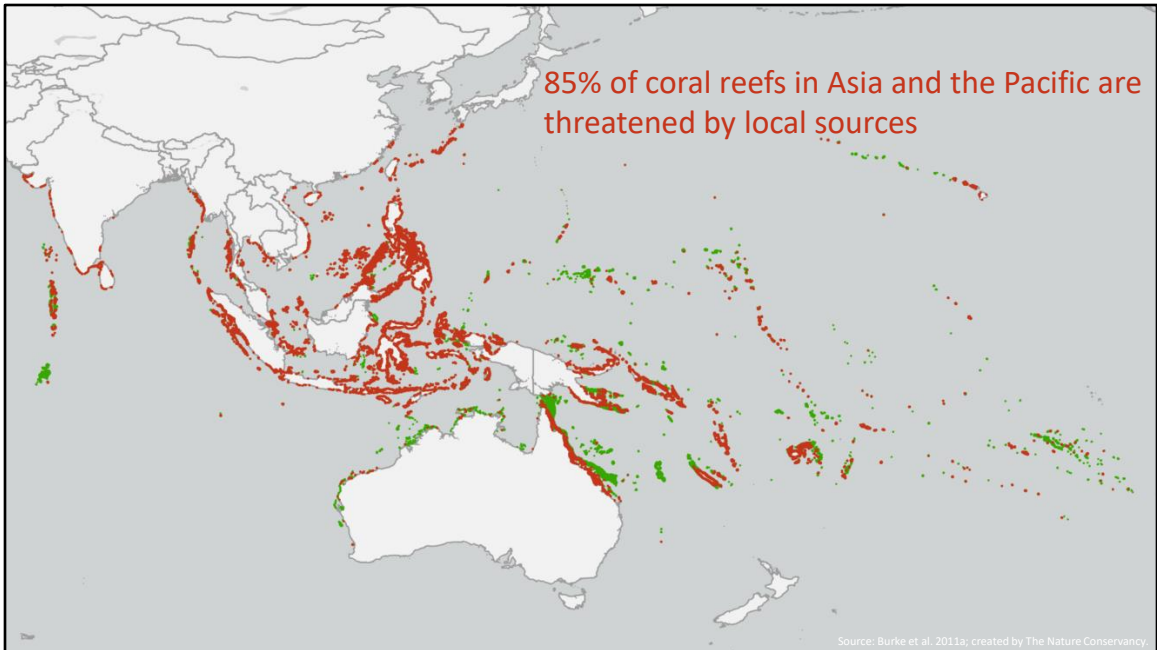 85% of coral reefs in Asia and the Pacific are
threatened by local sources
Source: Burke et al. 2011a; created by The Nature Conservancy.